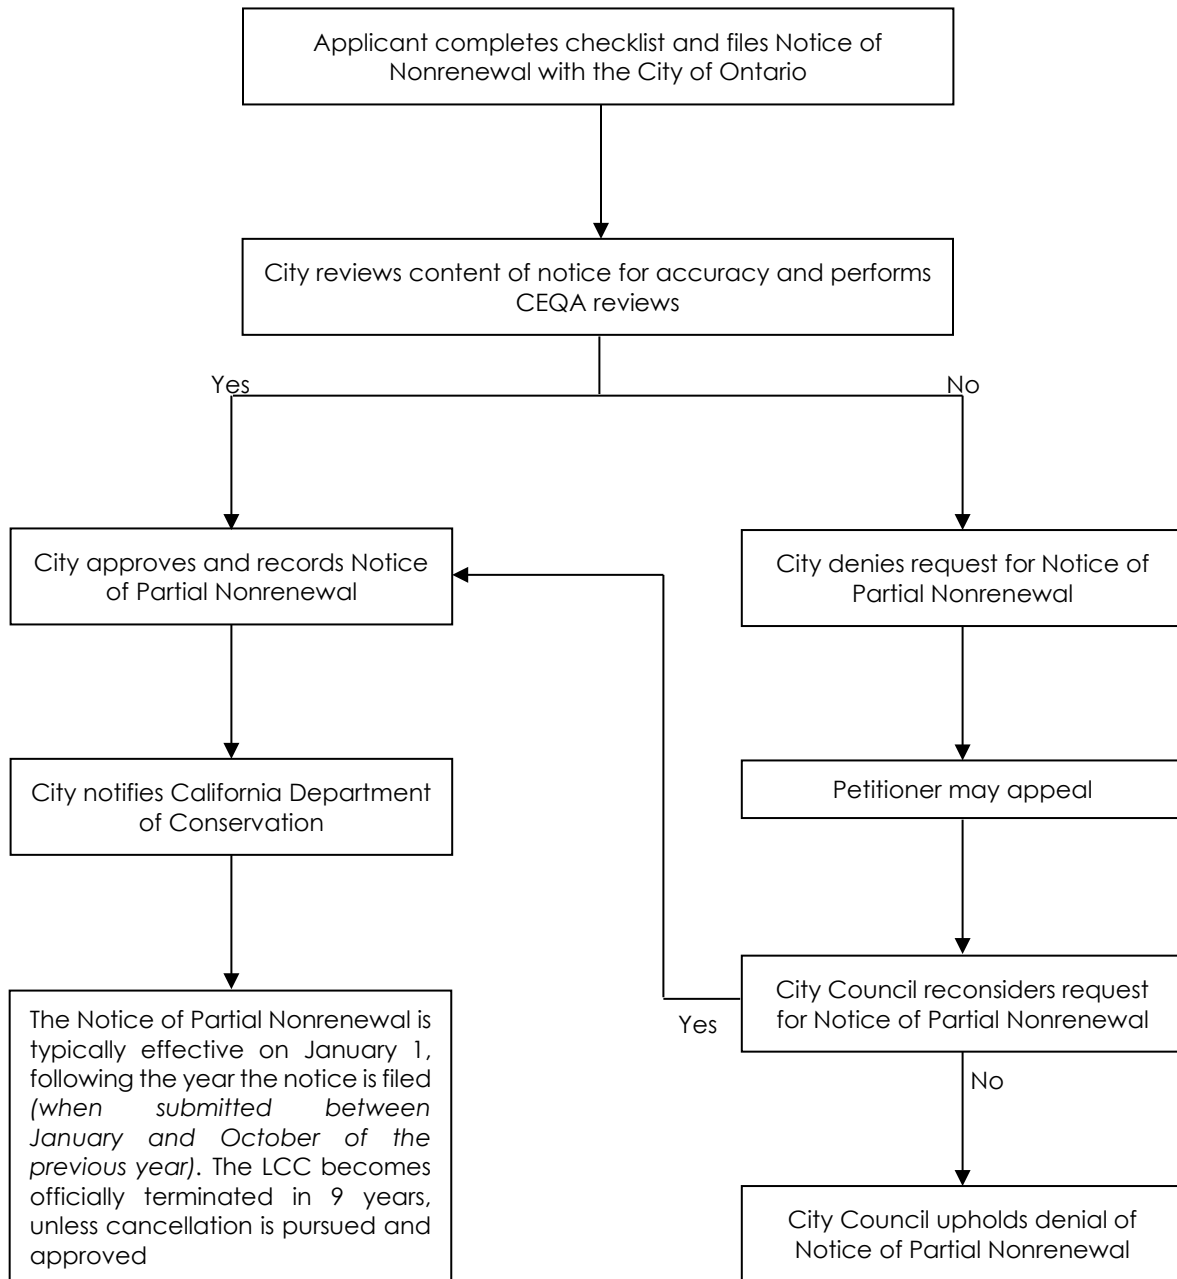 Applicant completes checklist and files Notice of
Nonrenewal with the City of Ontario
City reviews content of notice for accuracy and performs
CEQA reviews
Yes
No
City approves and records Notice
of Partial Nonrenewal
City denies request for Notice of
Partial Nonrenewal
City notifies California Department
of Conservation
Petitioner may appeal
The Notice of Partial Nonrenewal is
typically effective on January 1,
following the year the notice is filed
(when submitted between
January and October of the
previous year). The LCC becomes
officially terminated in 9 years,
unless cancellation is pursued and
approved
City Council reconsiders request
for Notice of Partial Nonrenewal
Yes
No
City Council upholds denial of
Notice of Partial Nonrenewal